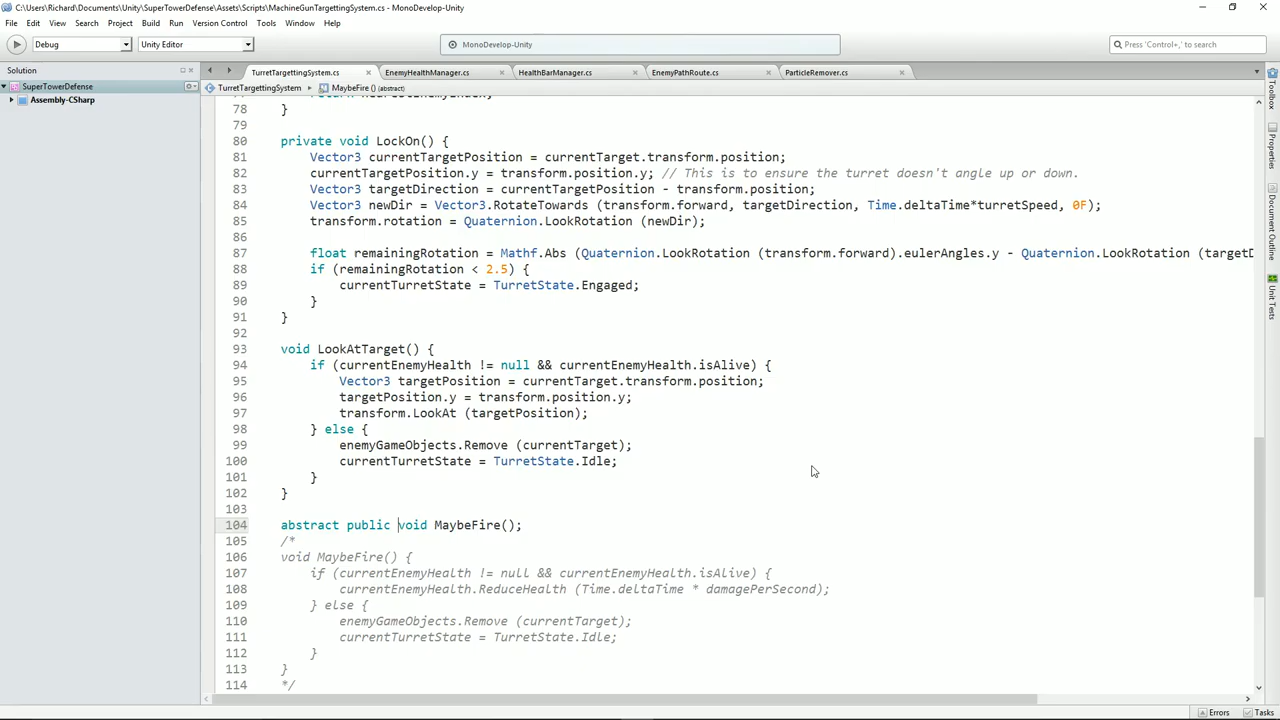 C:\Users\Richard\Documents\Unity\SuperTowerDefense\Assets\Scripts\MachineGunTargettingSystem.cs - MonoDevelop-Unity
File Edit View Search Project Build Run Version Control Tools Window Help
Debug Unity Editor MonoDevelop-Unity Press 'Control+,' to search
Solution
SuperTowerDefense
Assembly-CSharp
TurretTargettingSystem.cs EnemyHealthManager.cs HealthBarManager.cs EnemyPathRoute.cs ParticleRemover.cs
TurretTargettingSystem MaybeFire () (abstract)
78 }
79
80 private void LockOn() {
81 Vector3 currentTargetPosition = currentTarget.transform.position;
82 currentTargetPosition.y = transform.position.y; // This is to ensure the turret doesn't angle up or down.
83 Vector3 targetDirection = currentTargetPosition - transform.position;
84 Vector3 newDir = Vector3.RotateTowards (transform.forward, targetDirection, Time.deltaTime*turretSpeed, 0F);
85 transform.rotation = Quaternion.LookRotation (newDir);
86
87 float remainingRotation = Mathf.Abs (Quaternion.LookRotation (transform.forward).eulerAngles.y - Quaternion.LookRotation (targetD
88 if (remainingRotation < 2.5) {
89 currentTurretState = TurretState.Engaged;
90 }
91 }
92
93 void LookAtTarget() {
94 if (currentEnemyHealth != null && currentEnemyHealth.isAlive) {
95 Vector3 targetPosition = currentTarget.transform.position;
96 targetPosition.y = transform.position.y;
97 transform.LookAt (targetPosition);
98 } else {
99 enemyGameObjects.Remove (currentTarget);
100 currentTurretState = TurretState.Idle;
101 }
102 }
103
104 abstract public void MaybeFire();
105 /*
106 void MaybeFire() {
107 if (currentEnemyHealth != null && currentEnemyHealth.isAlive) {
108 currentEnemyHealth.ReduceHealth (Time.deltaTime * damagePerSecond);
109 } else {
110 enemyGameObjects.Remove (currentTarget);
111 currentTurretState = TurretState.Idle;
112 }
113 }
114 */
Toolbox
Properties
Document Outline
Unit Tests
Errors Tasks